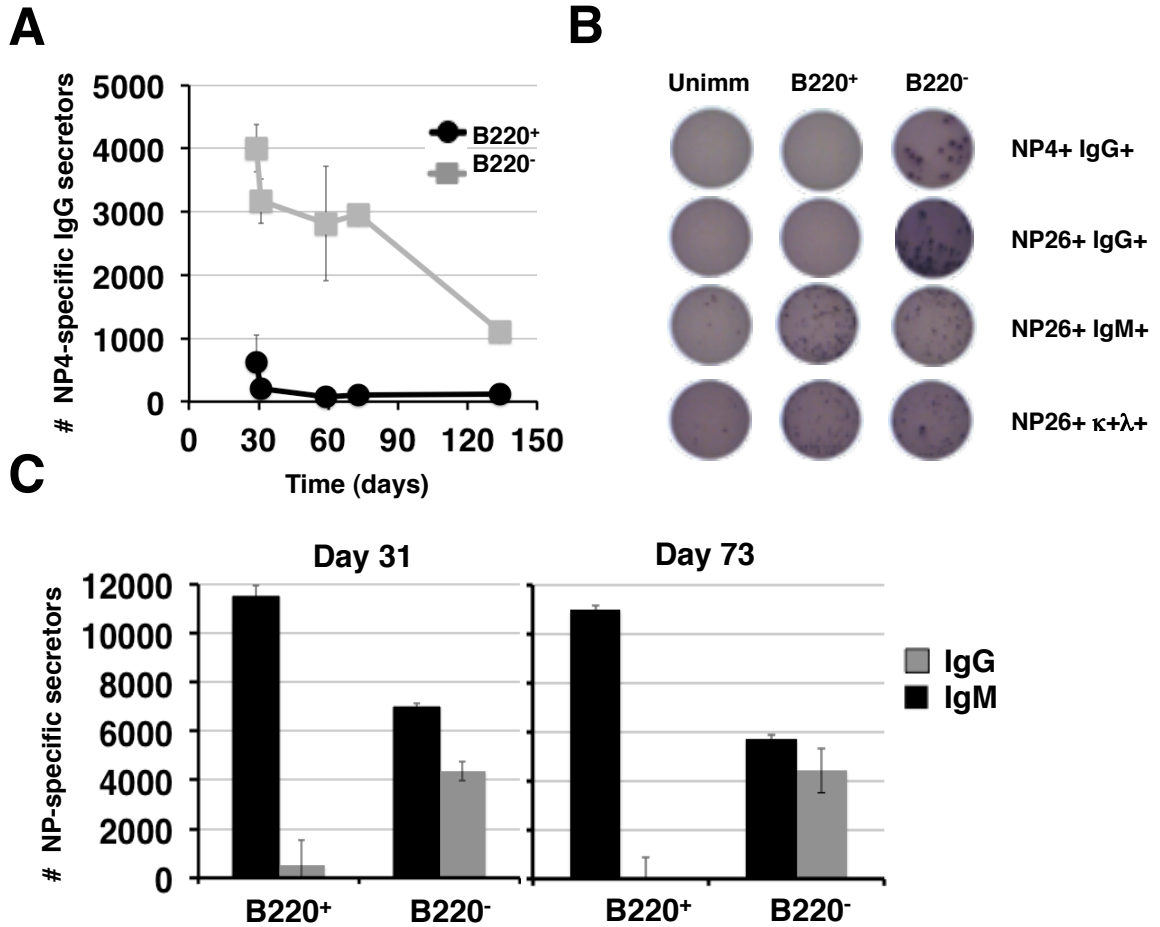 A
# NP4-specific IgG secretors
5000
4000
3000
2000
1000
0
B220+
B220-
0 30 60 90 120 150
Time (days)
B
Unimm B220+ B220-
NP4+ IgG+
NP26+ IgG+
NP26+ IgM+
NP26+ κ+λ+
C
Day 31 Day 73
# NP-specific secretors
12000
10000
8000
6000
4000
2000
0
B220+ B220- B220+ B220-
IgG
IgM